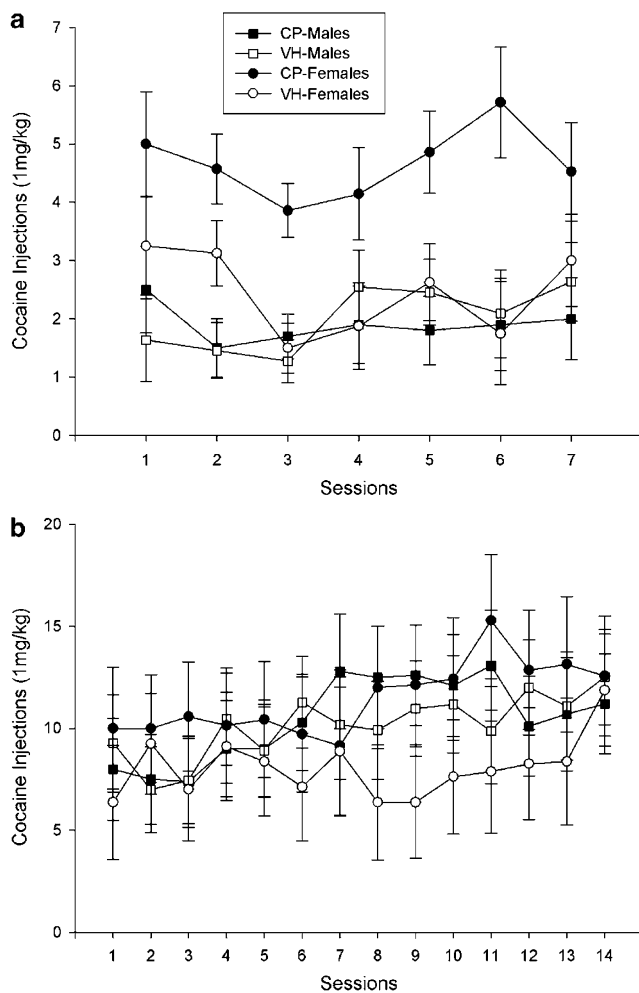 a
7
6
5
4
3
2
1
0
Cocaine Injections (1mg/kg)
CP-Males
VH-Males
CP-Females
VH-Females
1 2 3 4 5 6 7
Sessions
b
20
15
10
5
0
Cocaine Injections (1mg/kg)
1 2 3 4 5 6 7 8 9 10 11 12 13 14
Sessions